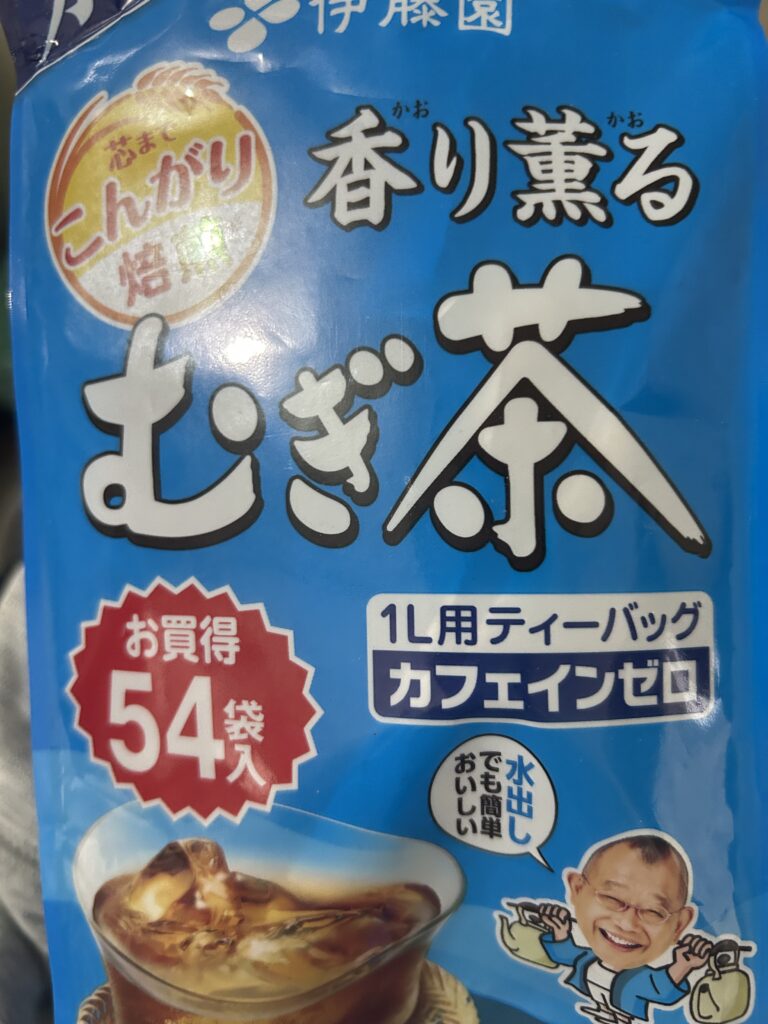 伊藤園
芯まで
こんがり
焙煎
かお かお
香り薫る
むぎ茶
お買得
54袋入
1L用ティーバッグ
カフェインゼロ
水出し
でも簡単
おいしい